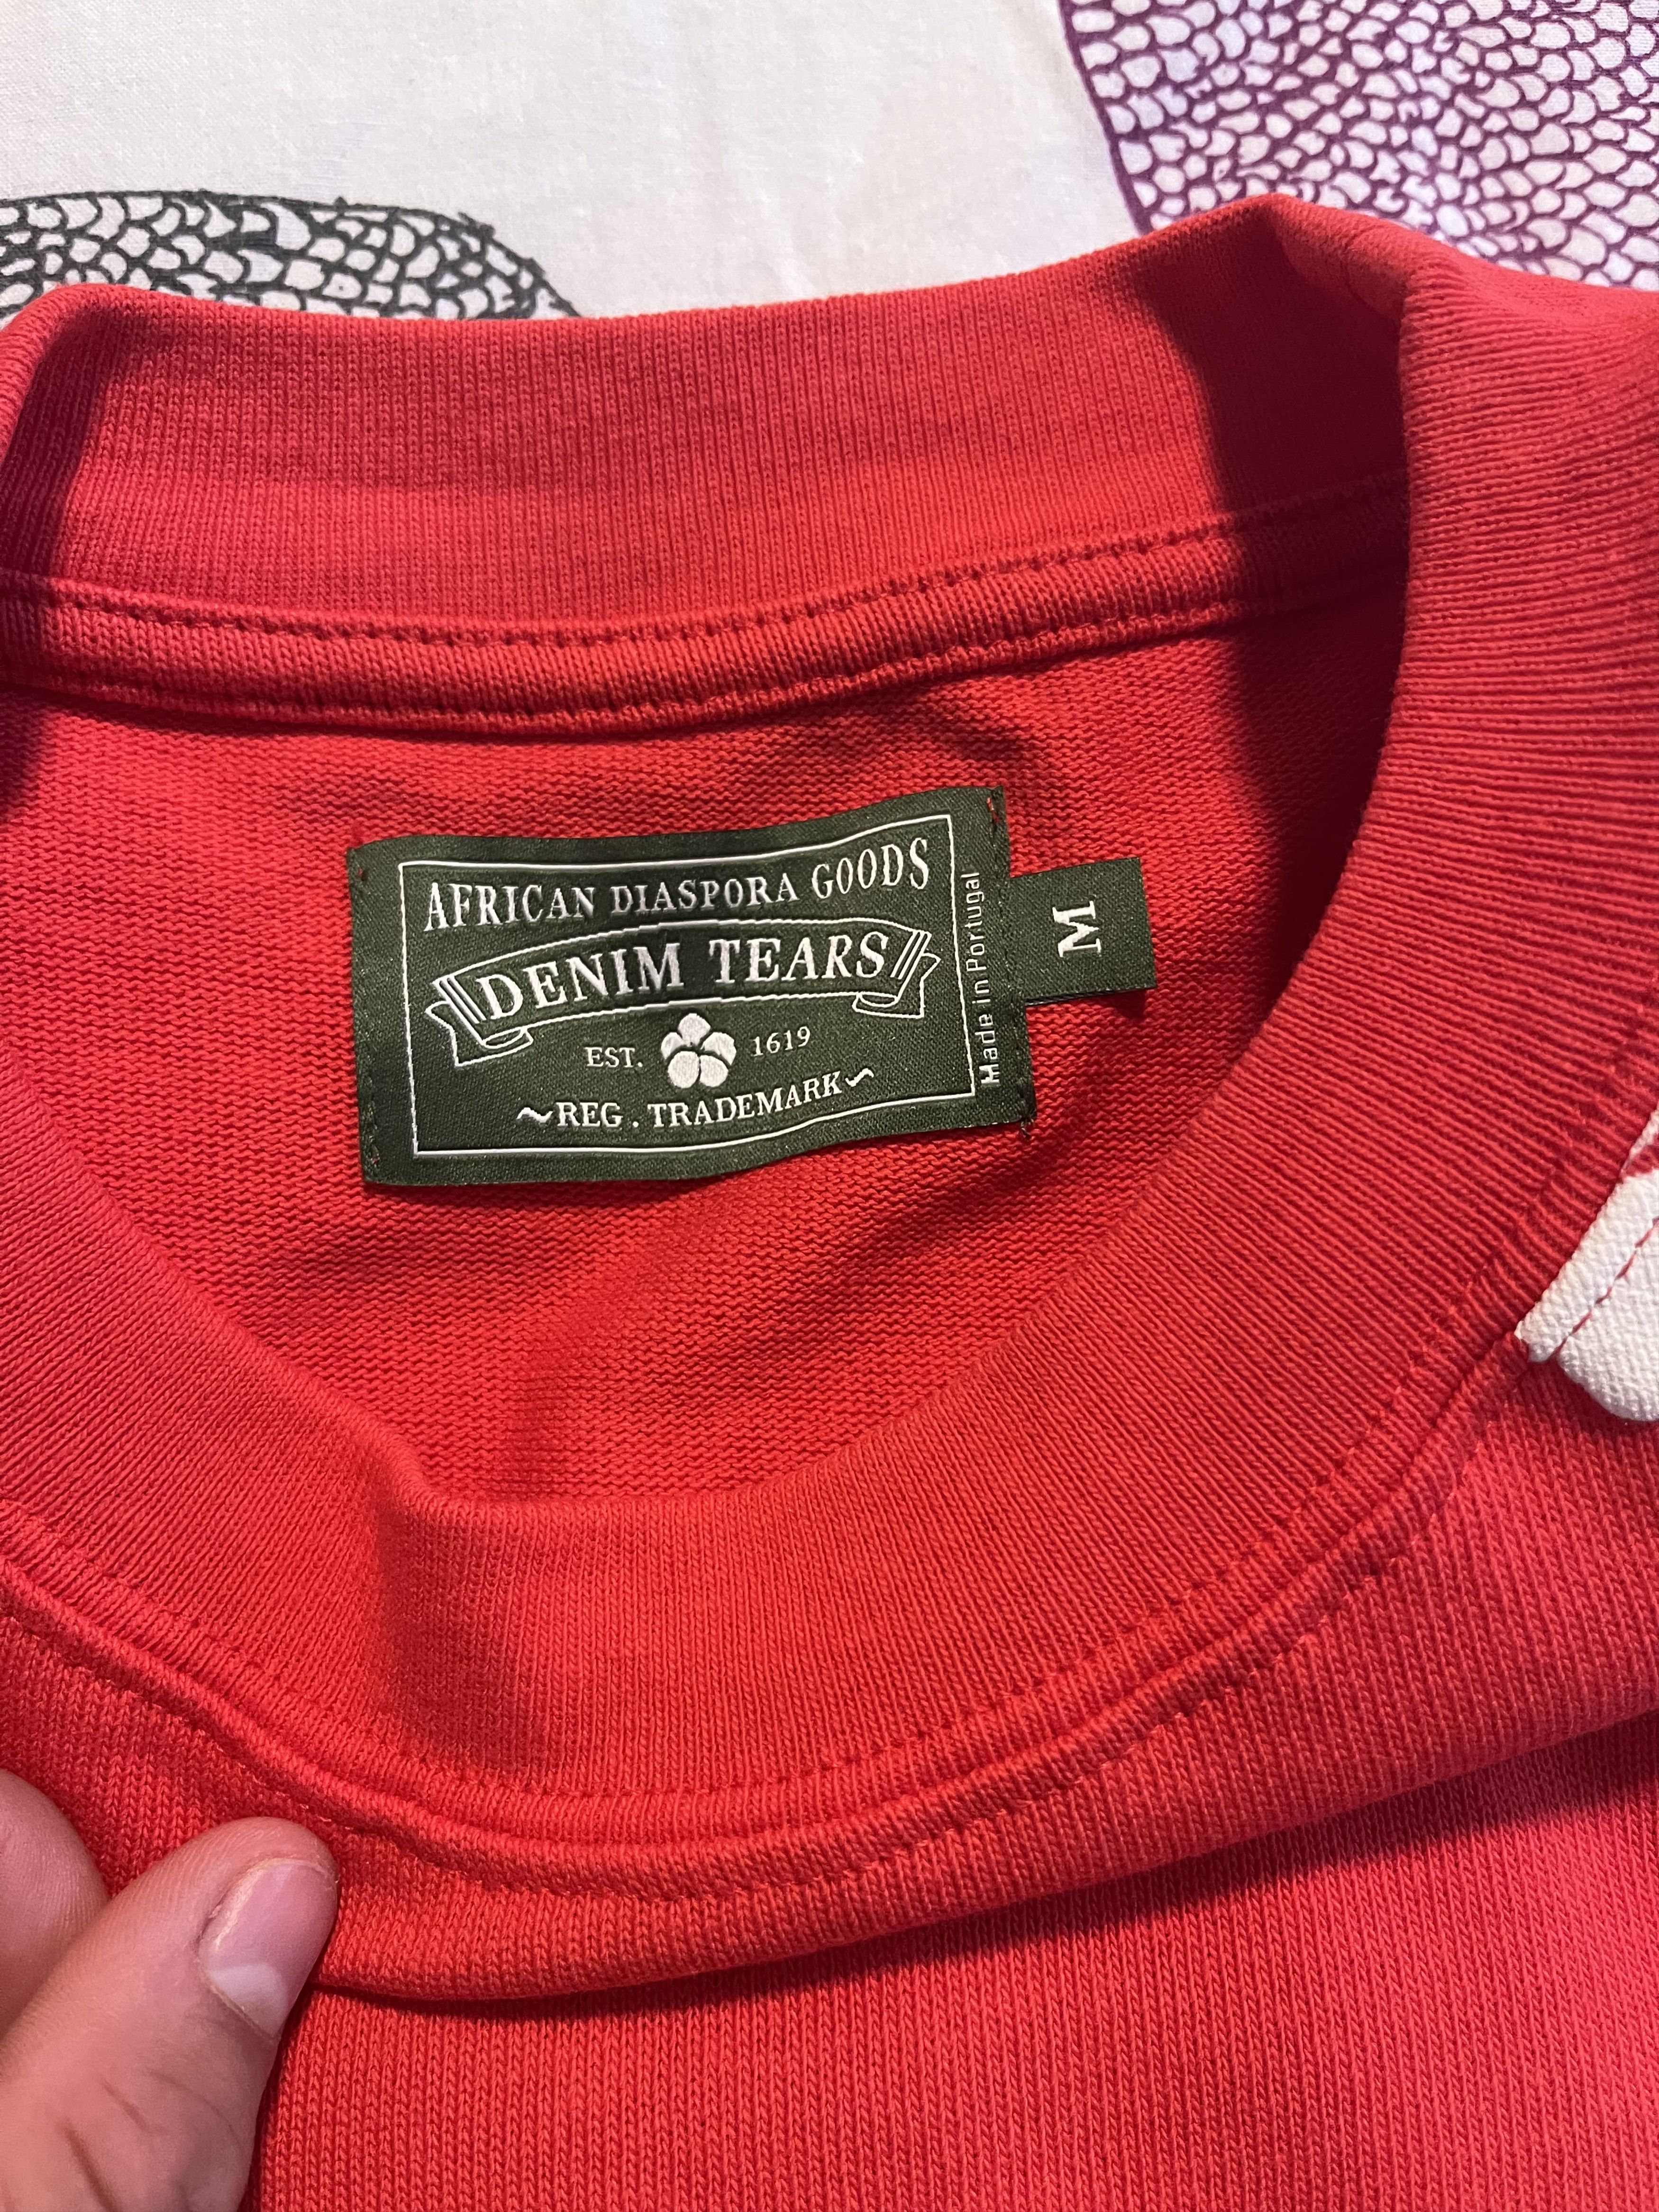 AFRICAN DIASPORA GOODS
DENIM TEARS
EST. 1619
~REG. TRADEMARK~
Made in Portugal
M